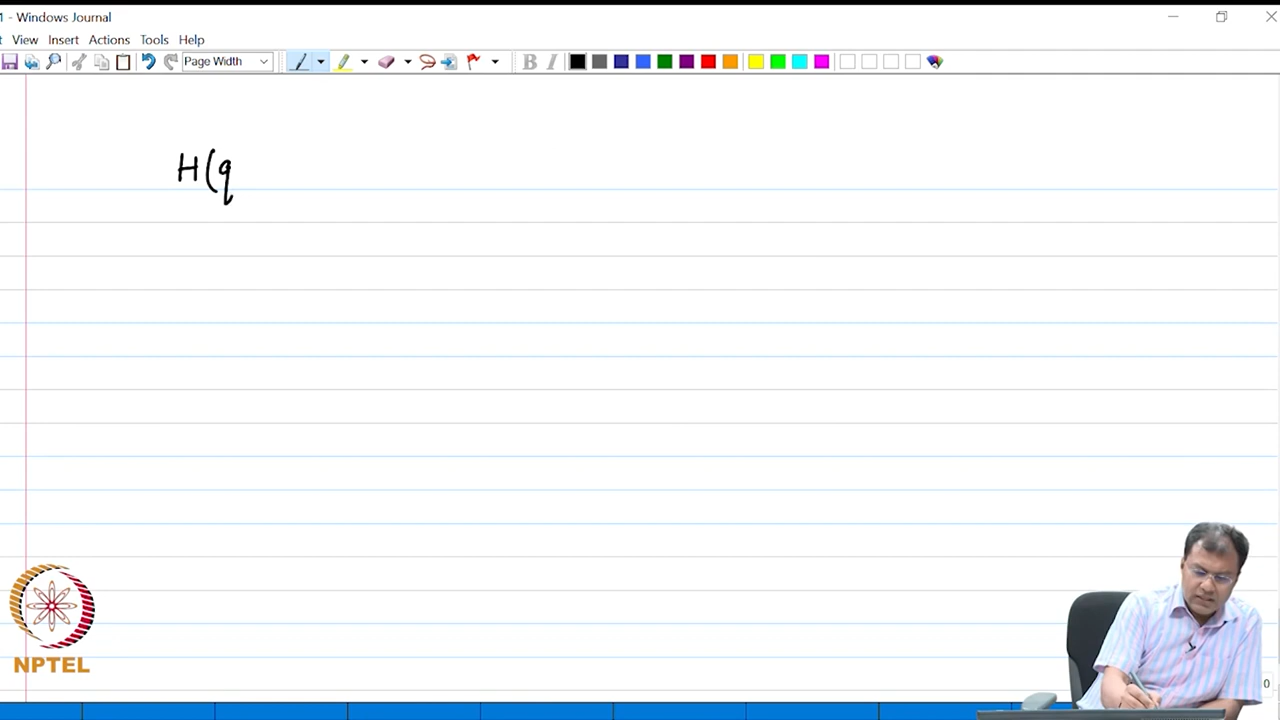 1 - Windows Journal
t View Insert Actions Tools Help
Page Width B I
H(q
NPTEL
0